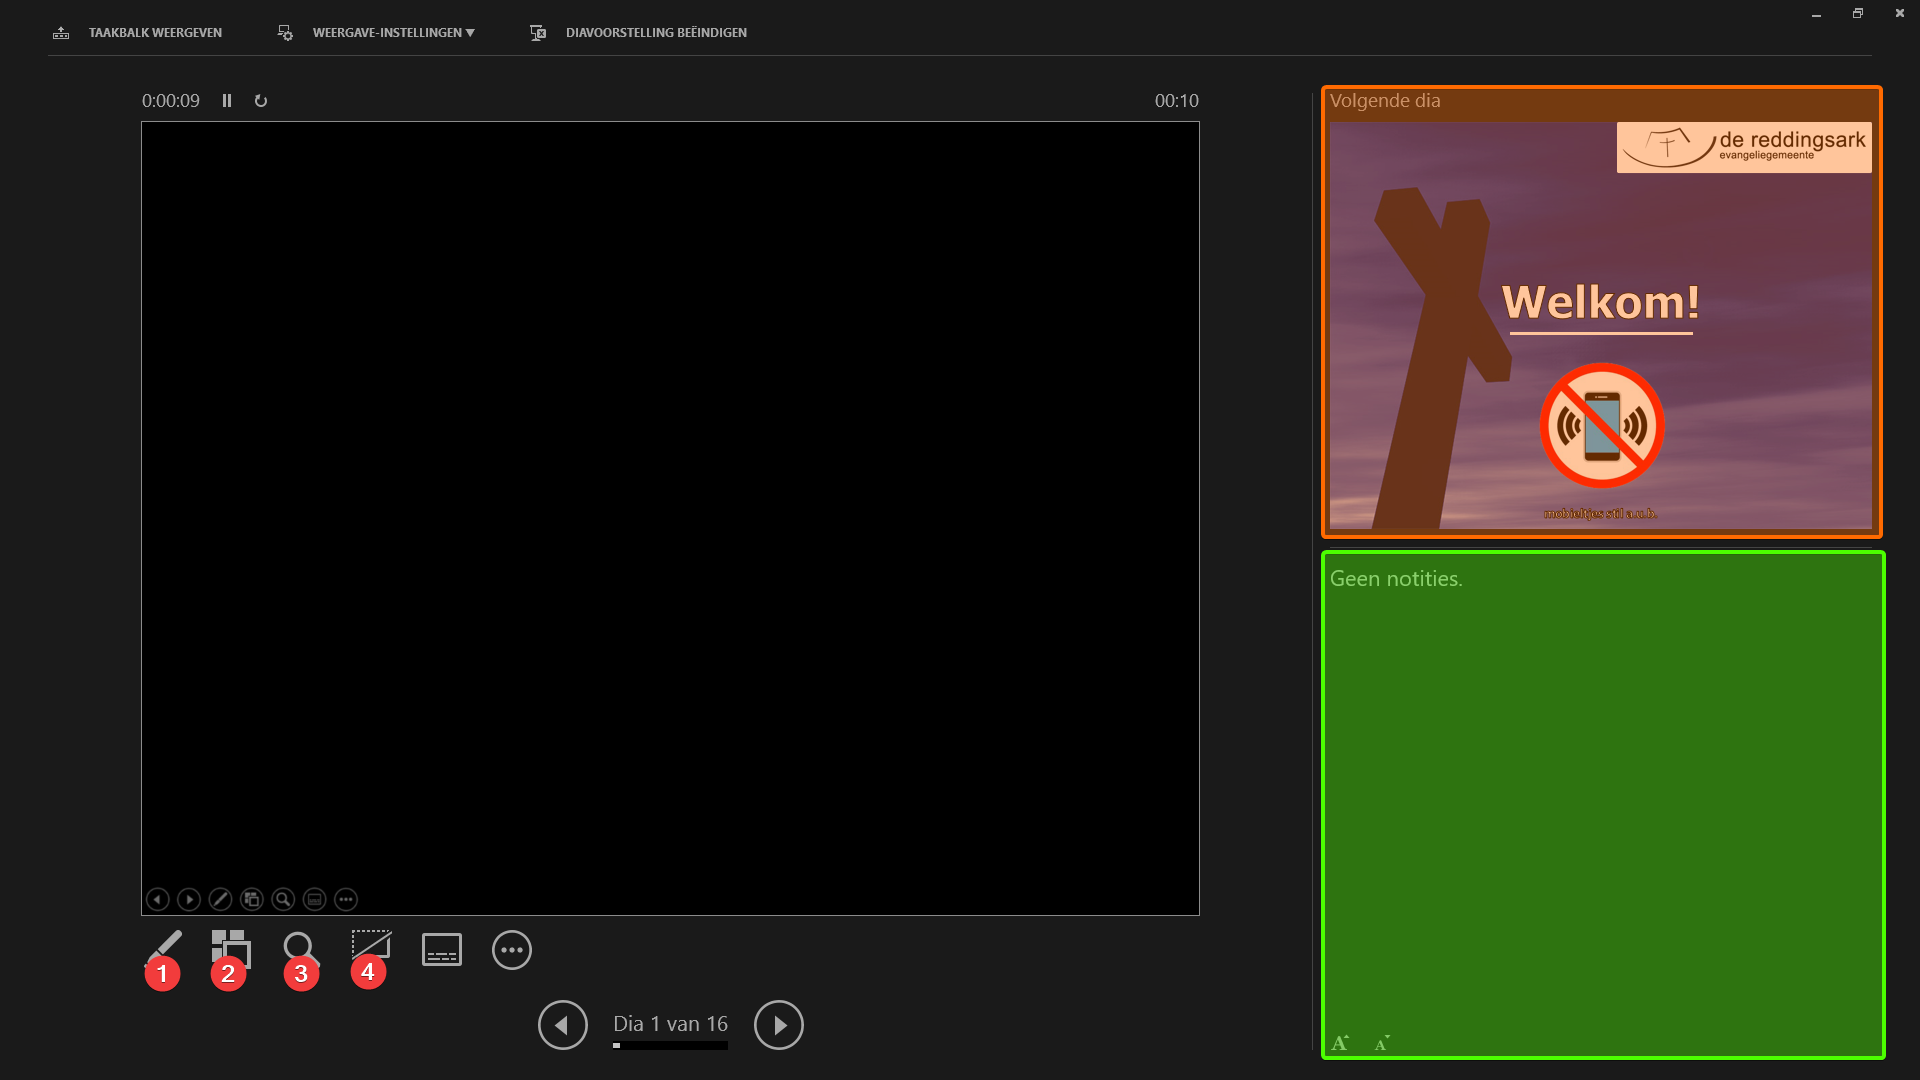 TAAKBALK WEERGEVEN
WEERGAVE-INSTELLINGEN ▼
DIAVOORSTELLING BEËINDIGEN
0:00:09
00:10
Volgende dia
de reddingsark
evangeliegemeente
Welkom!
mobieltjes stil a.u.b.
Geen notities.
1
2
3
4
Dia 1 van 16
A
A